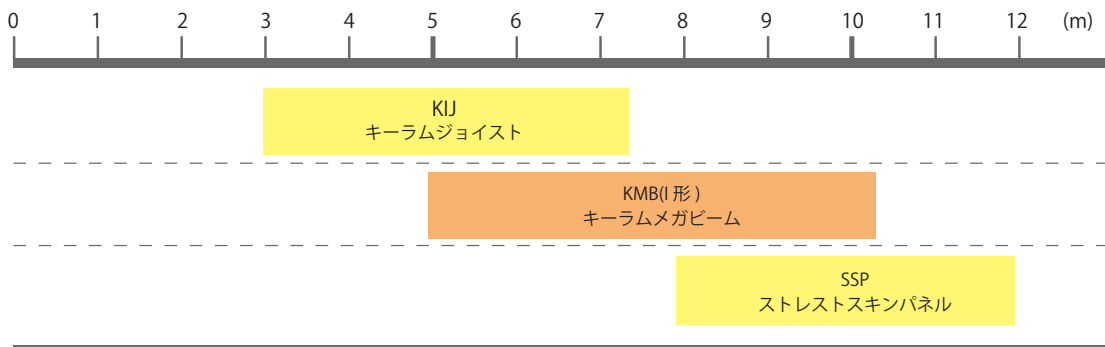 0 1 2 3 4 5 6 7 8 9 10 11 12 (m)
KIJ
キーラムジョイスト
KMB(I 形 )
キーラムメガビーム
SSP
ストレストスキンパネル